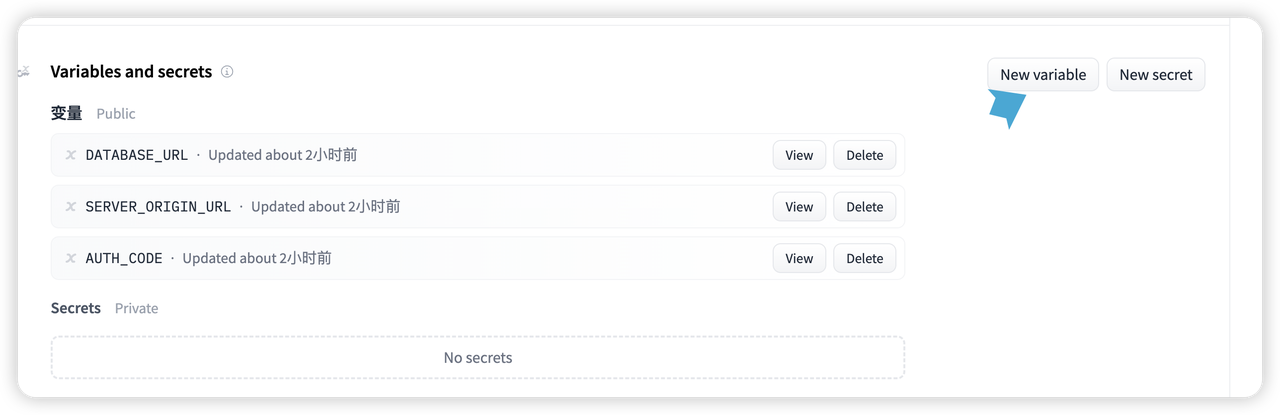 Variables and secrets
New variable
New secret
变量 Public
DATABASE_URL · Updated about 2小时前
View
Delete
SERVER_ORIGIN_URL · Updated about 2小时前
View
Delete
AUTH_CODE · Updated about 2小时前
View
Delete
Secrets Private
No secrets